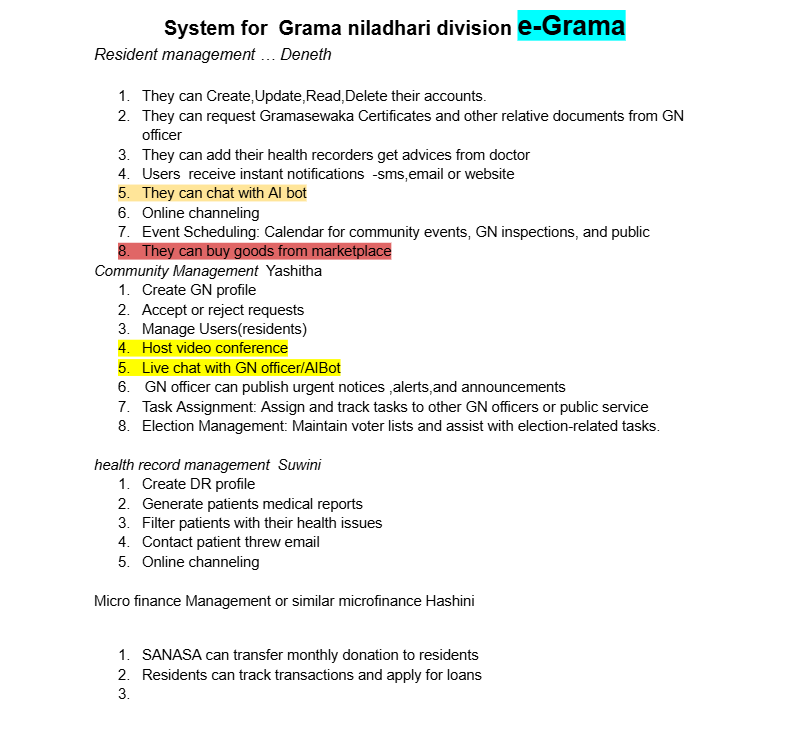 System for Grama niladhari division e-Grama
Resident management … Deneth
1. They can Create,Update,Read,Delete their accounts.
2. They can request Gramasewaka Certificates and other relative documents from GN
officer
3. They can add their health recorders get advices from doctor
4. Users receive instant notifications -sms,email or website
5. They can chat with AI bot
6. Online channeling
7. Event Scheduling: Calendar for community events, GN inspections, and public
8. They can buy goods from marketplace
Community Management Yashitha
1. Create GN profile
2. Accept or reject requests
3. Manage Users(residents)
4. Host video conference
5. Live chat with GN officer/AIBot
6. GN officer can publish urgent notices ,alerts,and announcements
7. Task Assignment: Assign and track tasks to other GN officers or public service
8. Election Management: Maintain voter lists and assist with election-related tasks.
health record management Suwini
1. Create DR profile
2. Generate patients medical reports
3. Filter patients with their health issues
4. Contact patient threw email
5. Online channeling
Micro finance Management or similar microfinance Hashini
1. SANASA can transfer monthly donation to residents
2. Residents can track transactions and apply for loans
3.